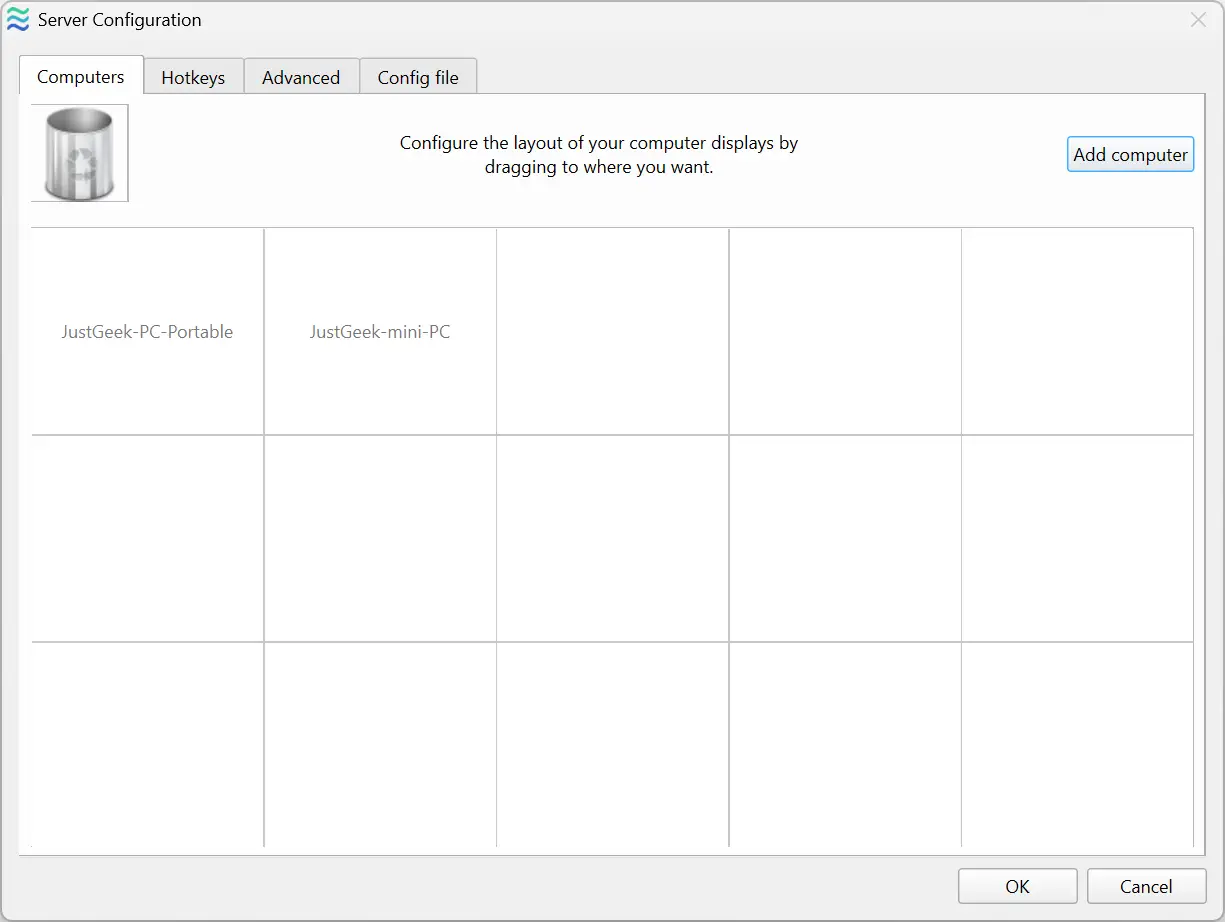 Server Configuration
Computers
Hotkeys
Advanced
Config file
Configure the layout of your computer displays by
dragging to where you want.
Add computer
JustGeek-PC-Portable
JustGeek-mini-PC
OK
Cancel